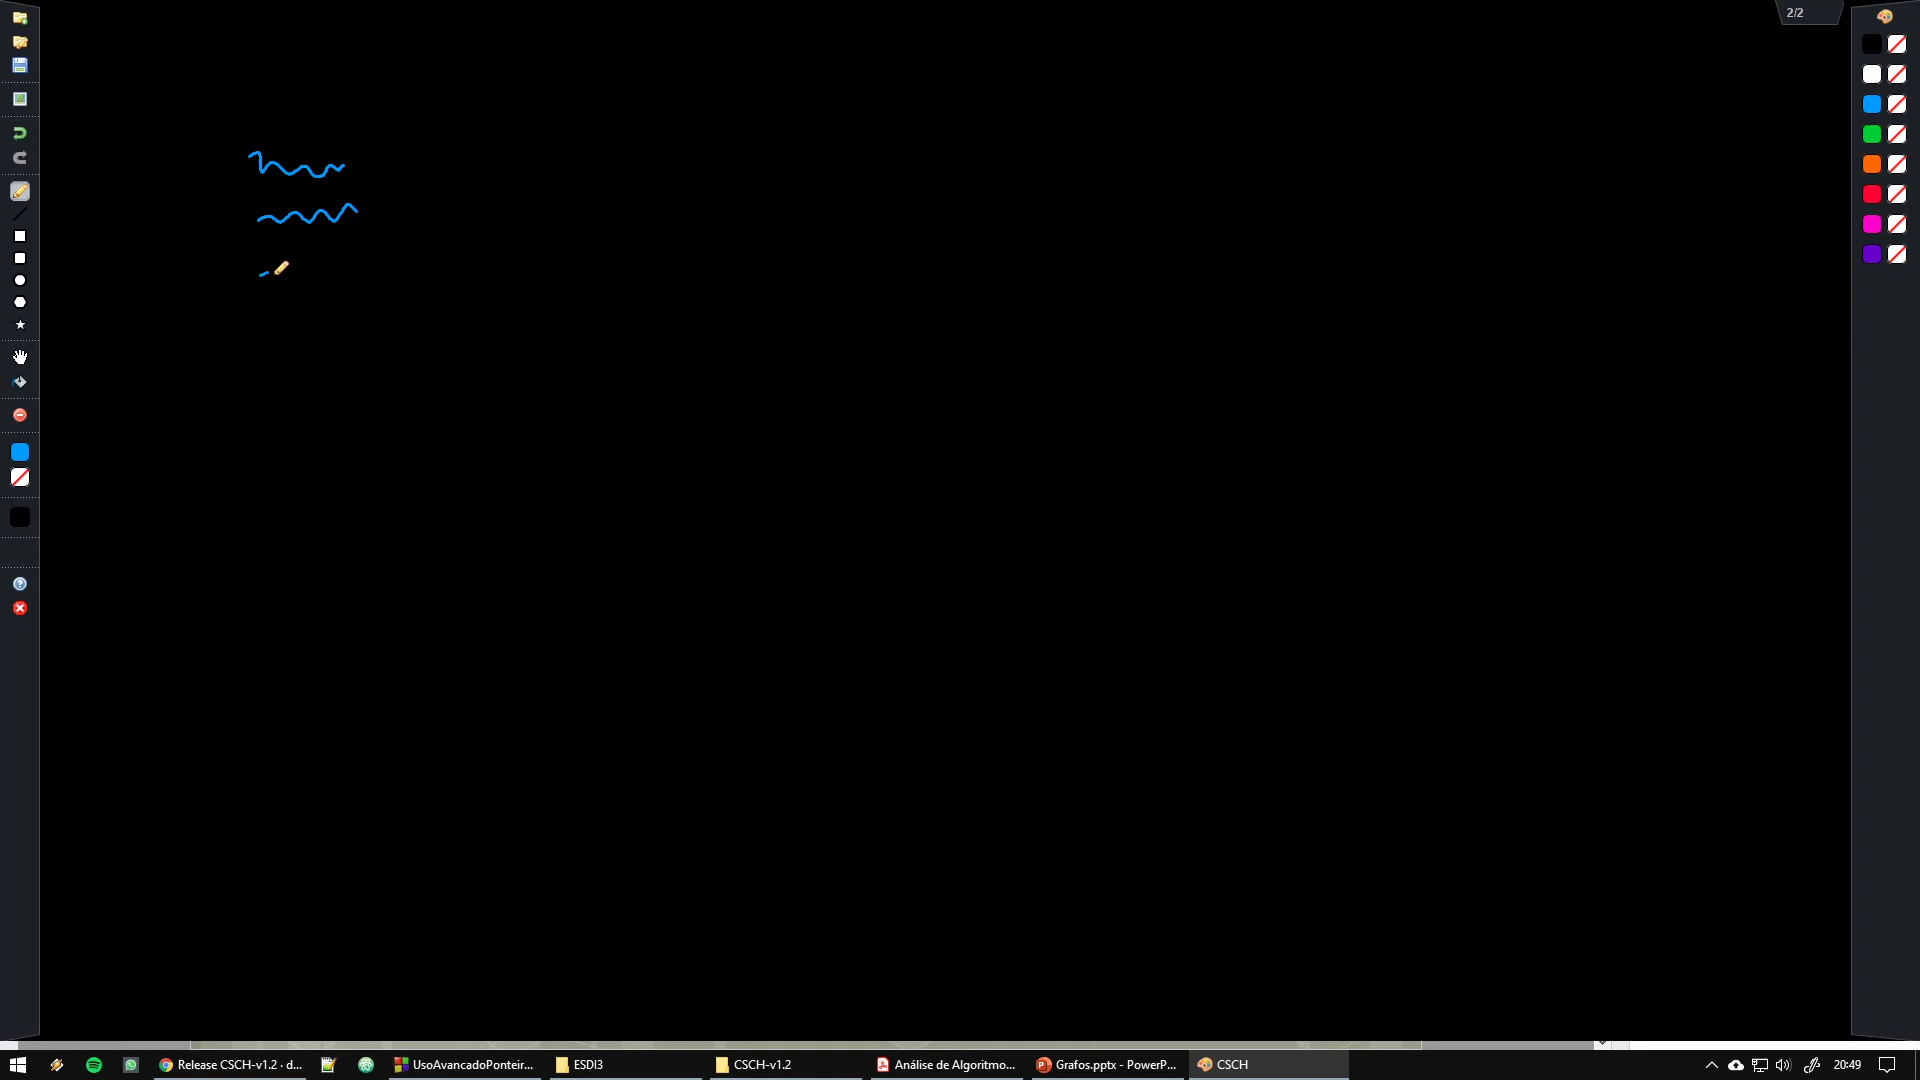 2/2
Release CSCH-v1.2 · d...
UsoAvancadoPonteir...
ESDI3
CSCH-v1.2
Análise de Algoritmo...
Grafos.pptx - PowerP...
CSCH
20:49